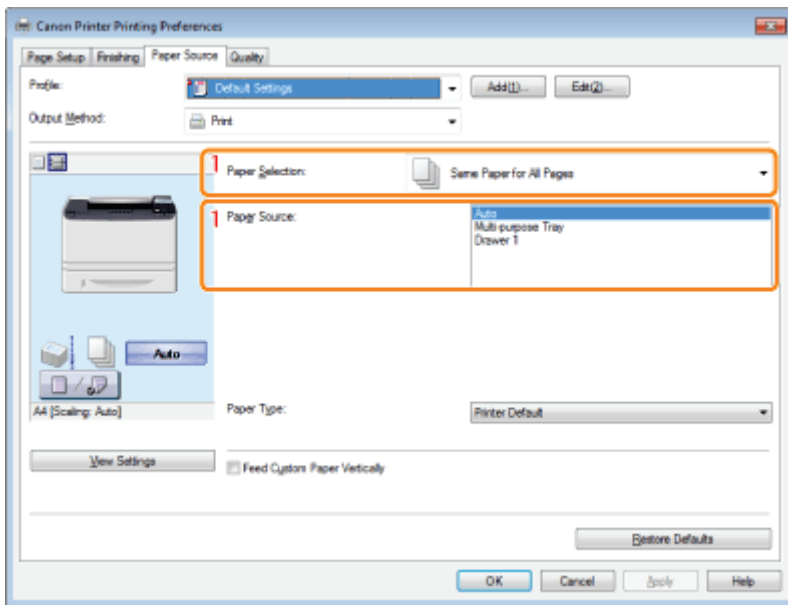 Canon Printer Printing Preferences
Page Setup Finishing Paper Source Quality
Profile: Default Settings Add(1)... Edit(2)...
Output Method: Print
1 Paper Selection: Same Paper for All Pages
1 Paper Source: Auto
Multi-purpose Tray
Drawer 1
Auto
A4 [Scaling: Auto]
Paper Type: Printer Default
View Settings
Feed Custom Paper Vertically
Restore Defaults
OK Cancel Apply Help